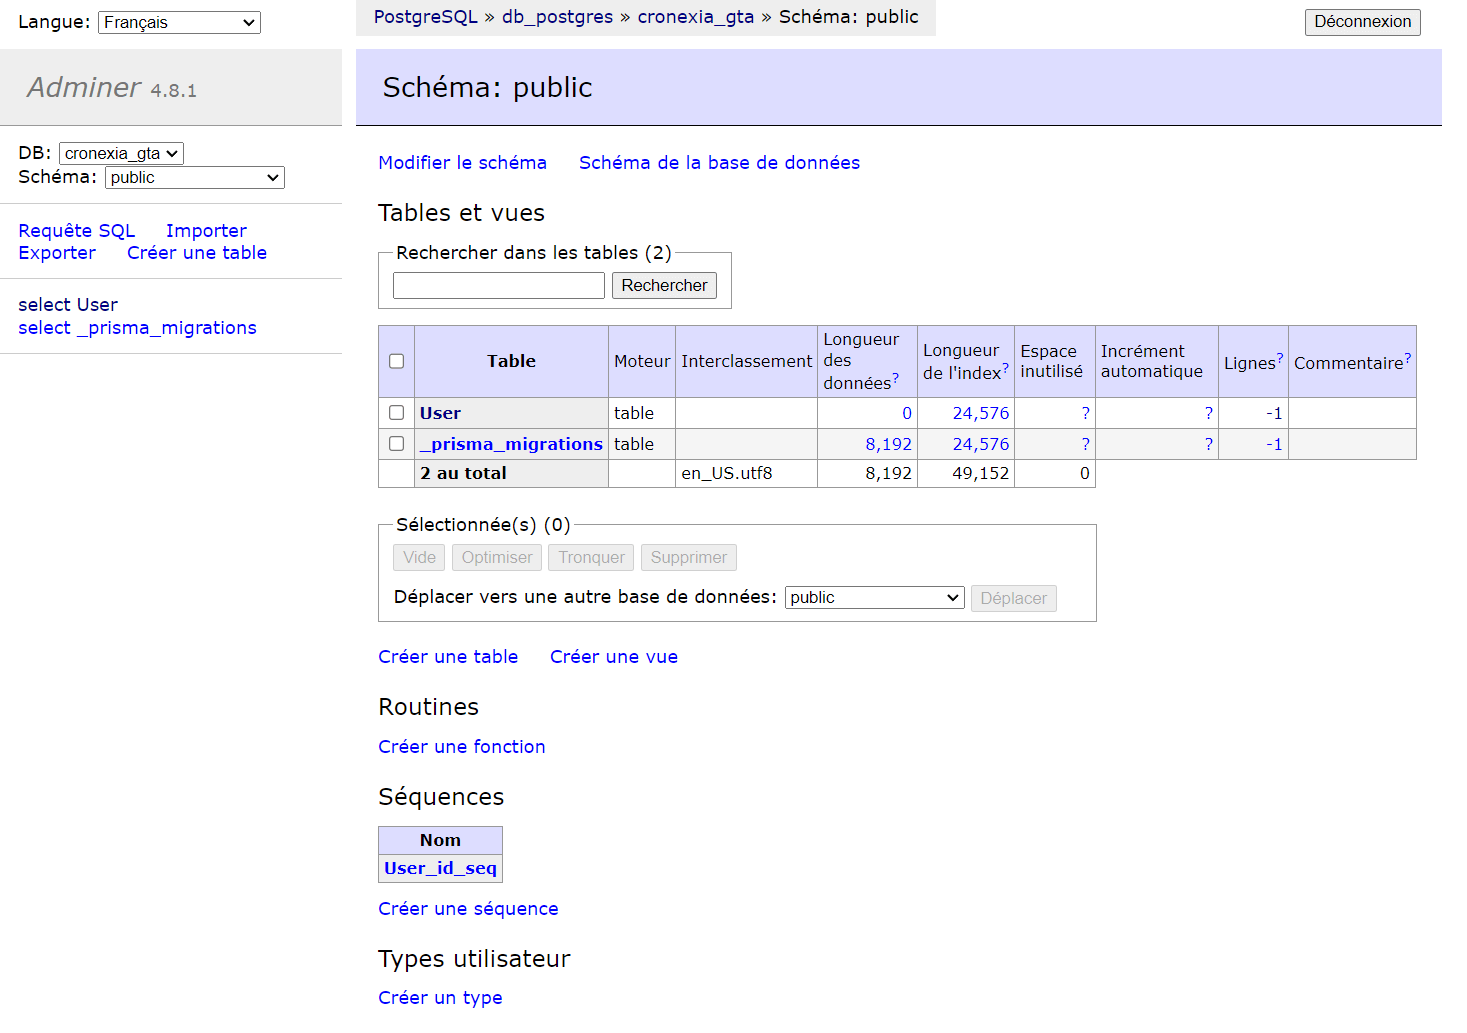 Langue: Français
PostgreSQL » db_postgres » cronexia_gta » Schéma: public
Déconnexion
Adminer 4.8.1
Schéma: public
DB: cronexia_gta
Schéma: public
Requête SQL Importer
Exporter Créer une table
select User
select _prisma_migrations
Modifier le schéma Schéma de la base de données
Tables et vues
Rechercher dans les tables (2)
Rechercher
Table Moteur Interclassement Longueur des données? Longueur de l'index? Espace inutilisé Incrément automatique Lignes? Commentaire?
User table 0 24,576 ? ? -1
_prisma_migrations table 8,192 24,576 ? ? -1
2 au total en_US.utf8 8,192 49,152 0
Sélectionnée(s) (0)
Vide Optimiser Tronquer Supprimer
Déplacer vers une autre base de données: public Déplacer
Créer une table Créer une vue
Routines
Créer une fonction
Séquences
Nom
User_id_seq
Créer une séquence
Types utilisateur
Créer un type